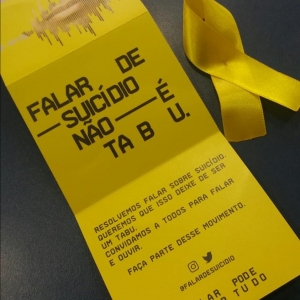 FALAR DE
SUICÍDIO
NÃO É
TABU.
RESOLVEMOS FALAR SOBRE SUICÍDIO.
QUEREMOS QUE ISSO DEIXE DE SER
UM TABU.
CONVIDAMOS A TODOS PARA FALAR
E OUVIR.
FAÇA PARTE DESSE MOVIMENTO.
@FALARDESUICIDIO
PODE
TUDO